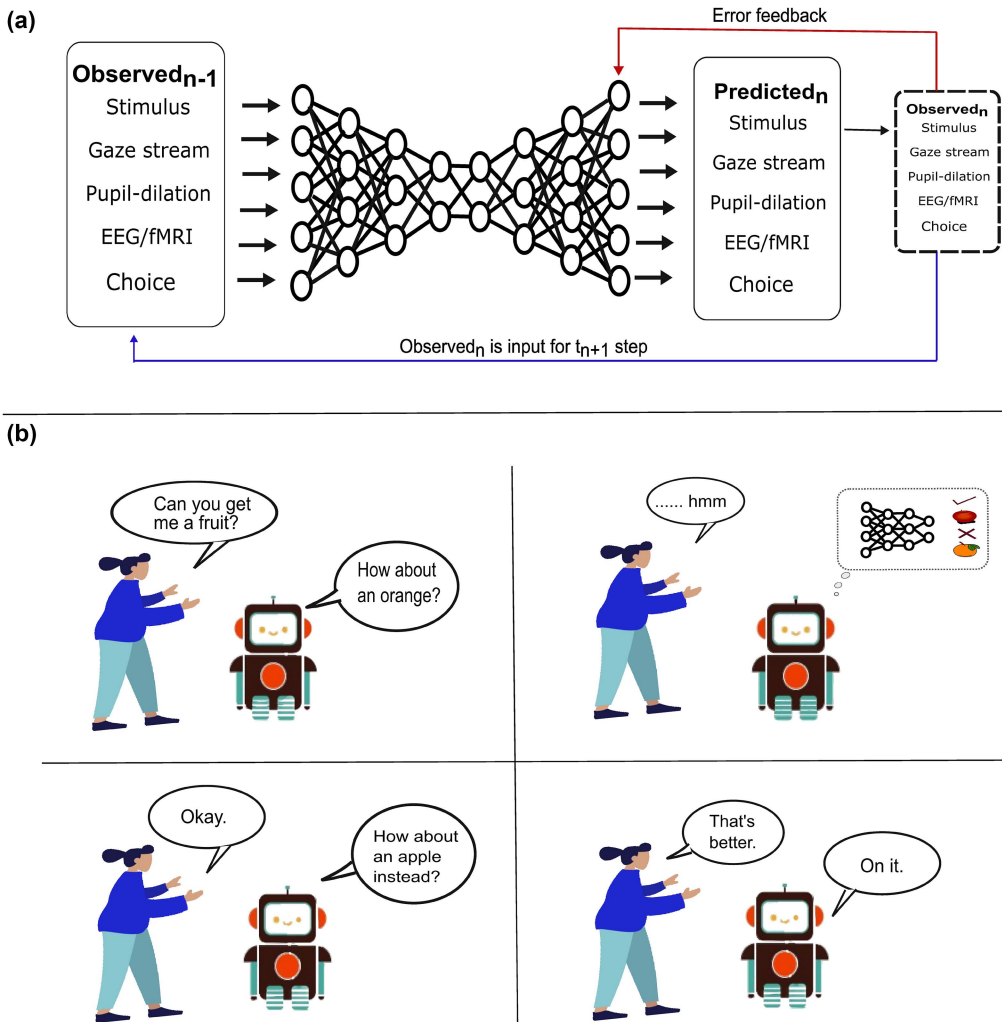 (a)
Error feedback
Observedn-1
Stimulus
Gaze stream
Pupil-dilation
EEG/fMRI
Choice
Predictedn
Stimulus
Gaze stream
Pupil-dilation
EEG/fMRI
Choice
Observedn
Stimulus
Gaze stream
Pupil-dilation
EEG/fMRI
Choice
Observedn is input for tn+1 step
(b)
Can you get
me a fruit?
How about
an orange?
...... hmm
Okay.
How about
an apple
instead?
That's
better.
On it.